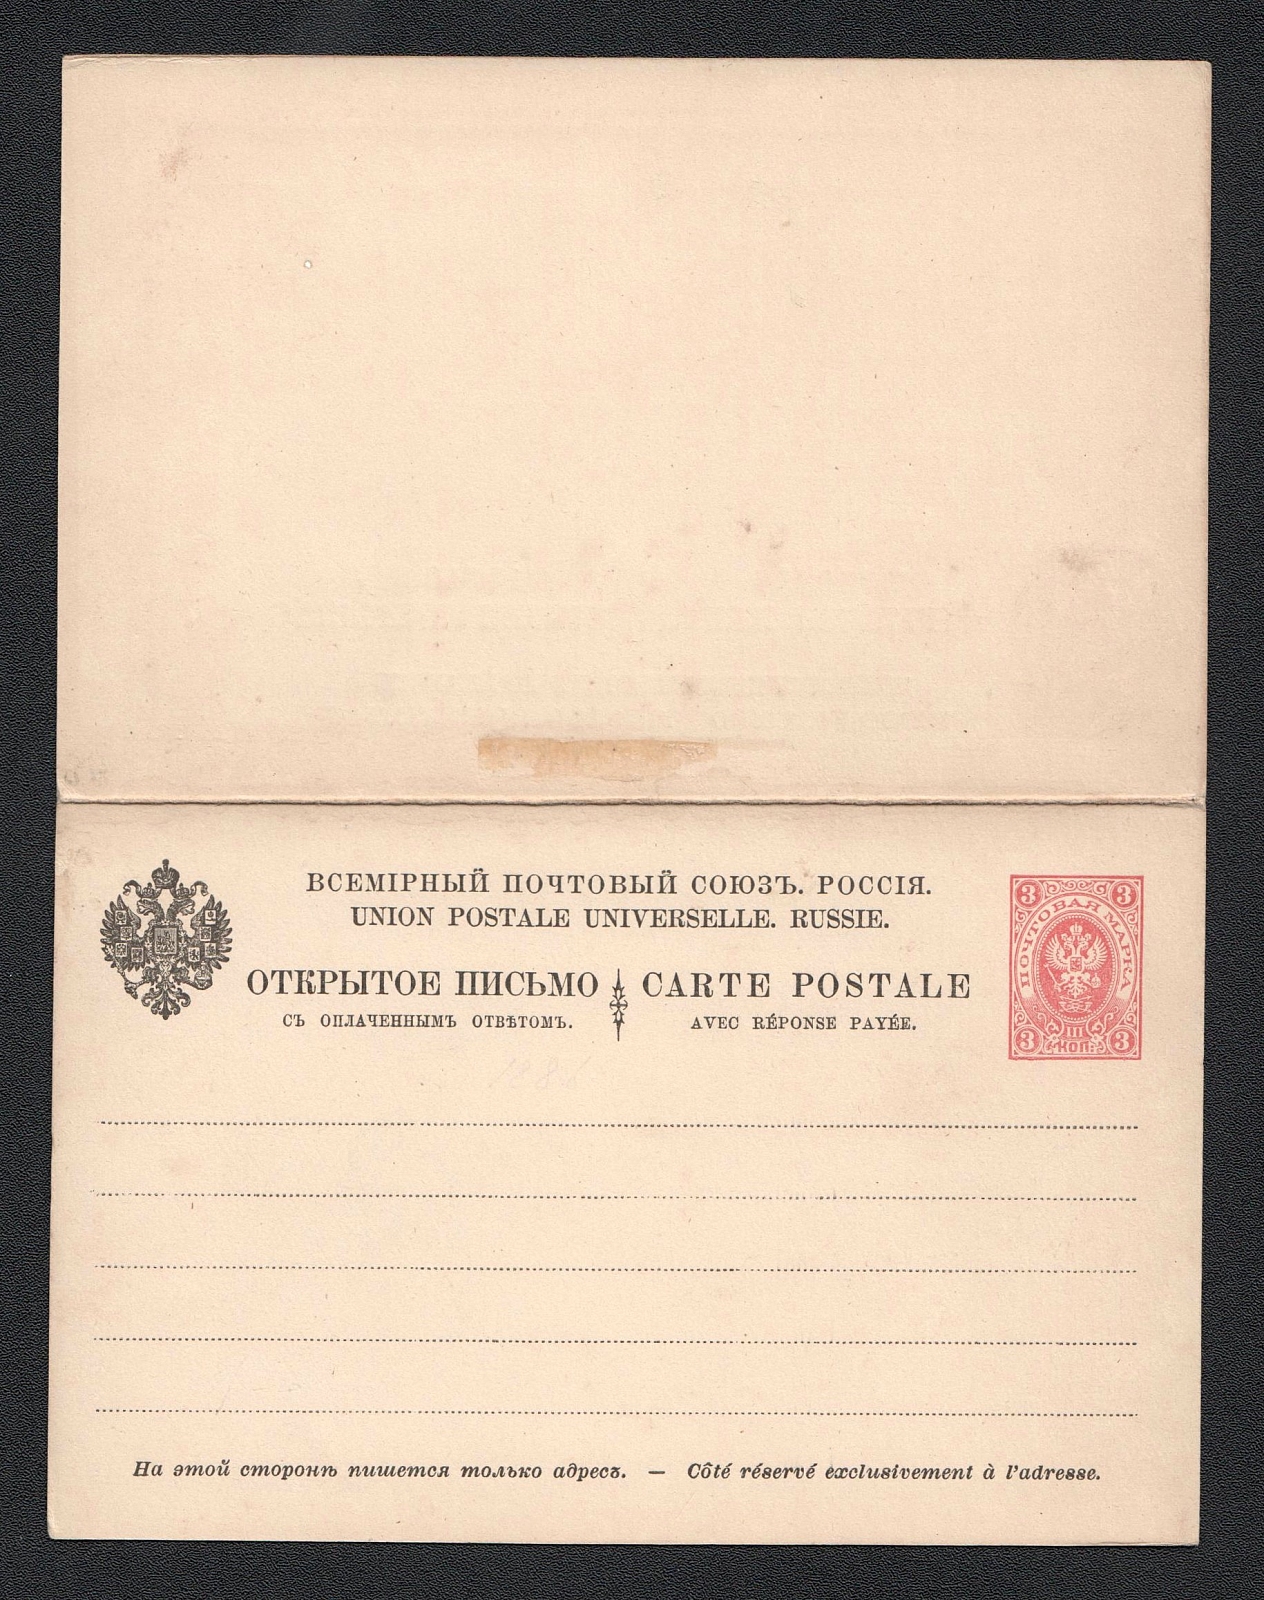 ВСЕМІРНЫЙ ПОЧТОВЫЙ СОЮЗЪ. РОССІЯ.
UNION POSTALE UNIVERSELLE. RUSSIE.
ОТКРЫТОЕ ПИСЬМО CARTE POSTALE
СЪ ОПЛАЧЕННЫМЪ ОТВѢТОМЪ. AVEC RÉPONSE PAYÉE.
3 3
ПОЧТОВАЯ МАРКА
III
3 КОП. 3
На этой сторонѣ пишется только адресъ. — Côté réservé exclusivement à l'adresse.